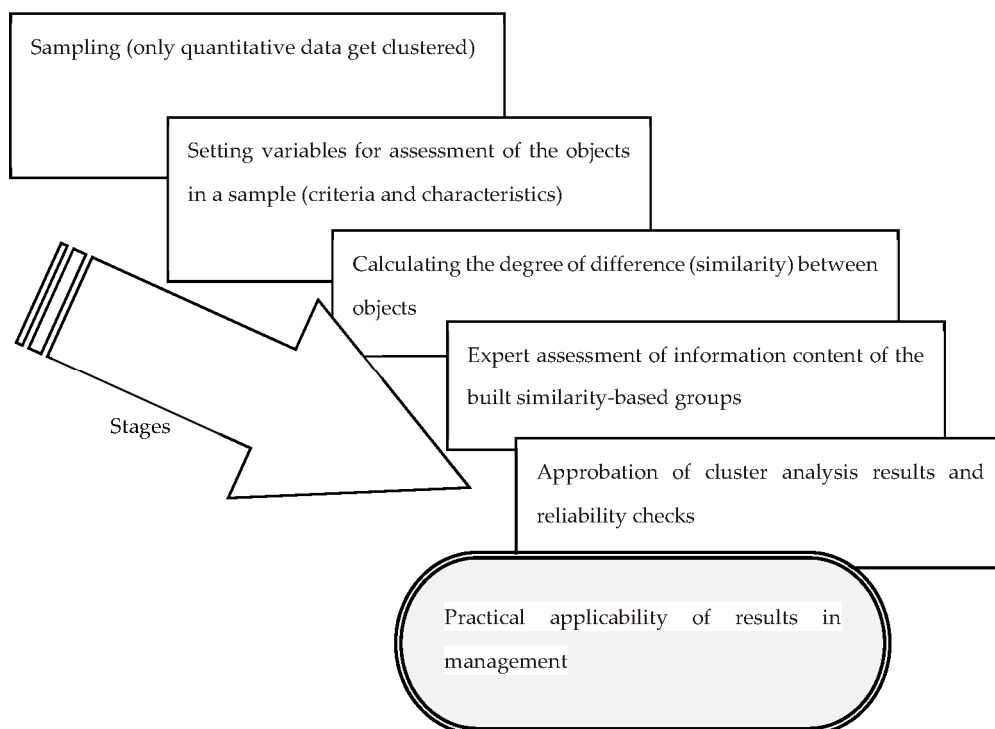 Sampling (only quantitative data get clustered)
Setting variables for assessment of the objects
in a sample (criteria and characteristics)
Calculating the degree of difference (similarity) between
objects
Expert assessment of information content of the
built similarity-based groups
Stages
Approbation of cluster analysis results and
reliability checks
Practical applicability of results in
management